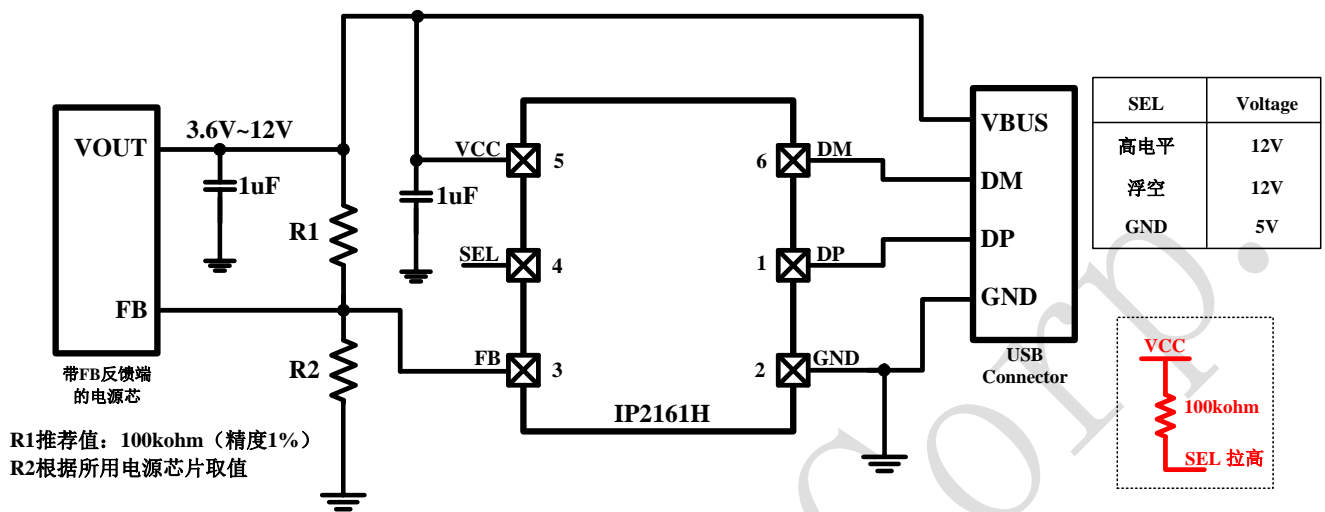 VOUT
3.6V~12V
1uF
R1
FB
R2
带FB反馈端
的电源芯
R1推荐值：100kohm（精度1%）
R2根据所用电源芯片取值
VCC
5
1uF
SEL
4
FB
3
6
DM
1
DP
2
GND
IP2161H
VBUS
DM
DP
GND
USB
Connector
SEL Voltage
高电平 12V
浮空 12V
GND 5V
VCC
100kohm
SEL 拉高
Corp.